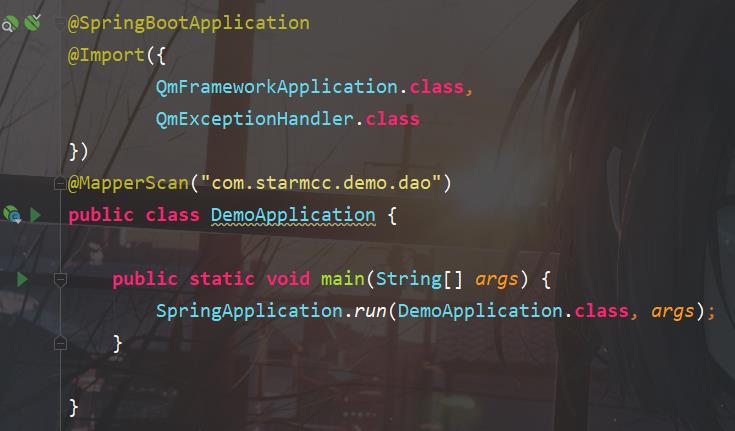 @SpringBootApplication
@Import({
        QmFrameworkApplication.class,
        QmExceptionHandler.class
})
@MapperScan("com.starmcc.demo.dao")
public class DemoApplication {
    public static void main(String[] args) {
        SpringApplication.run(DemoApplication.class, args);
    }
}